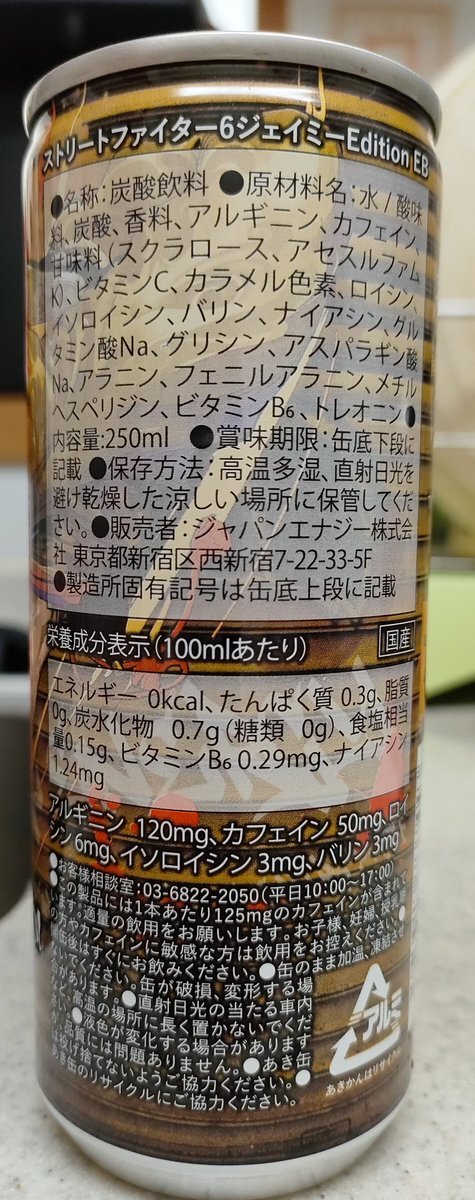 ストリートファイター6ジェイミーEdition EB
●名称:炭酸飲料 ●原材料名:水/酸味
料、炭酸、香料、アルギニン、カフェイン、
甘味料(スクラロース、アセスルファム
K)、ビタミンC、カラメル色素、ロイシン、
イソロイシン、バリン、ナイアシン、グル
タミン酸Na、グリシン、アスパラギン酸
Na、アラニン、フェニルアラニン、メチル
ヘスペリジン、ビタミンB₆、トレオニン●
内容量:250ml ●賞味期限:缶底下段に
記載 ●保存方法:高温多湿、直射日光を
避け乾燥した涼しい場所に保管してくだ
さい。●販売者:ジャパンエナジー株式会
社 東京都新宿区西新宿7-22-33-5F
●製造所固有記号は缶底上段に記載
栄養成分表示(100mlあたり) 国産
エネルギー 0kcal、たんぱく質 0.3g、脂質
0g、炭水化物 0.7g(糖類 0g)、食塩相当
量0.15g、ビタミンB₆ 0.29mg、ナイアシン
1.24mg
アルギニン 120mg、カフェイン 50mg、ロイ
シン 6mg、イソロイシン 3mg、バリン 3mg
●お客様相談室:03-6822-2050(平日10:00~17:00)
●この製品には1本あたり125mgのカフェインが含まれて
います。適量の飲用をお願いします。お子様、妊婦、授乳期
の方やカフェインに敏感な方は飲用をお控えください。●
開缶後はすぐにお飲みください。●缶のまま加温、凍結させ
ないでください。缶が破損、変形する場
合があります。●直射日光の当たる車内
など、高温の場所に長く置かないでくだ
さい。●液色が変化する場合があります
が、品質には問題ありません。●あき缶
は投げ捨てないようご協力ください。●
あき缶のリサイクルにご協力ください。
アルミ
あきかんはリサイクル